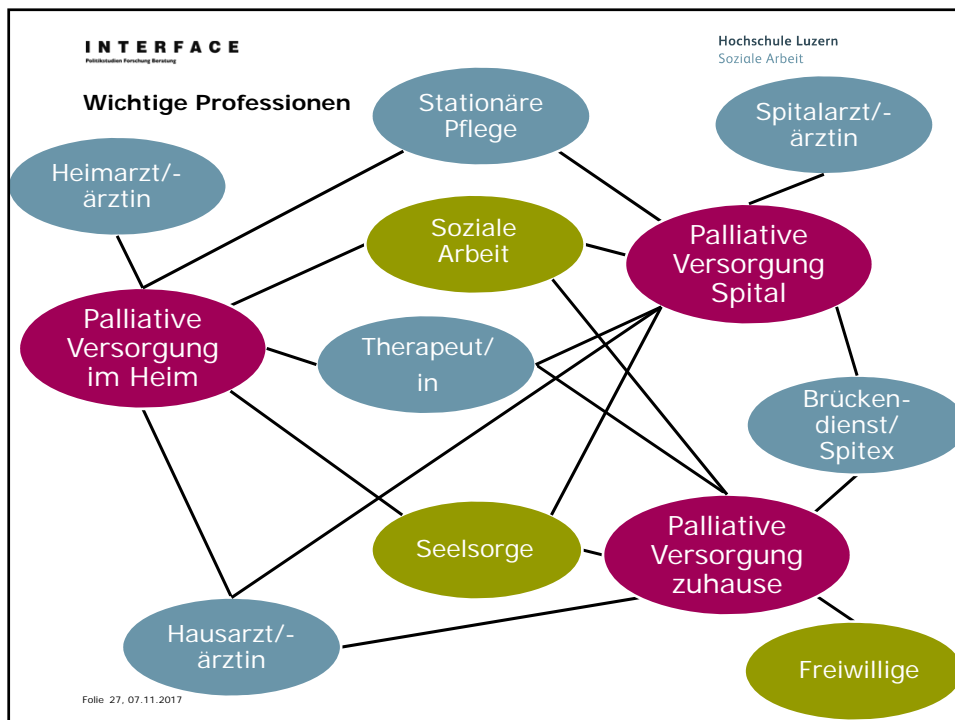 INTERFACE
Politikstudien Forschung Beratung
Hochschule Luzern
Soziale Arbeit
Wichtige Professionen
Stationäre
Pflege
Spitalarzt/-
ärztin
Heimarzt/-
ärztin
Soziale
Arbeit
Palliative
Versorgung
Spital
Palliative
Versorgung
im Heim
Therapeut/
in
Brücken-
dienst/
Spitex
Seelsorge
Palliative
Versorgung
zuhause
Hausarzt/-
ärztin
Freiwillige
Folie 27, 07.11.2017